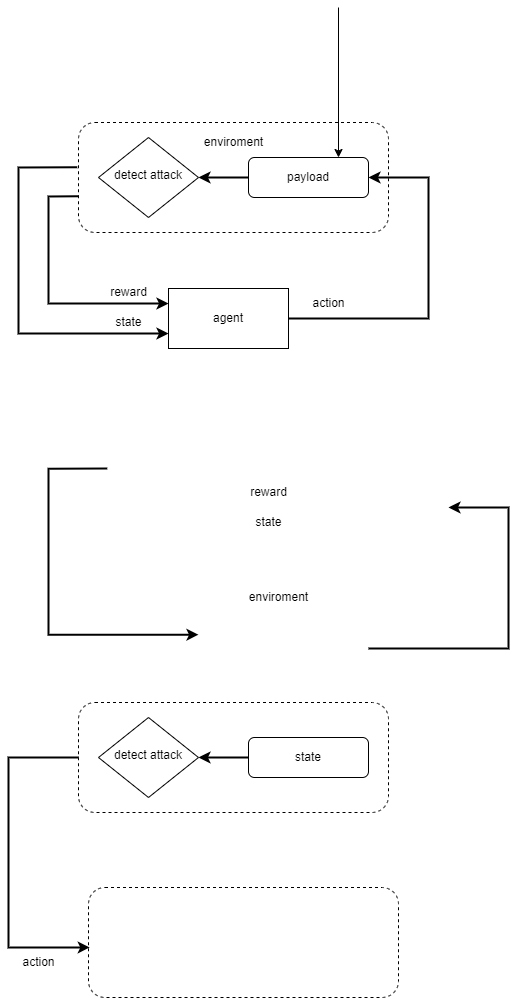 enviroment
detect attack
payload
reward
agent
action
state
reward
state
enviroment
detect attack
state
action